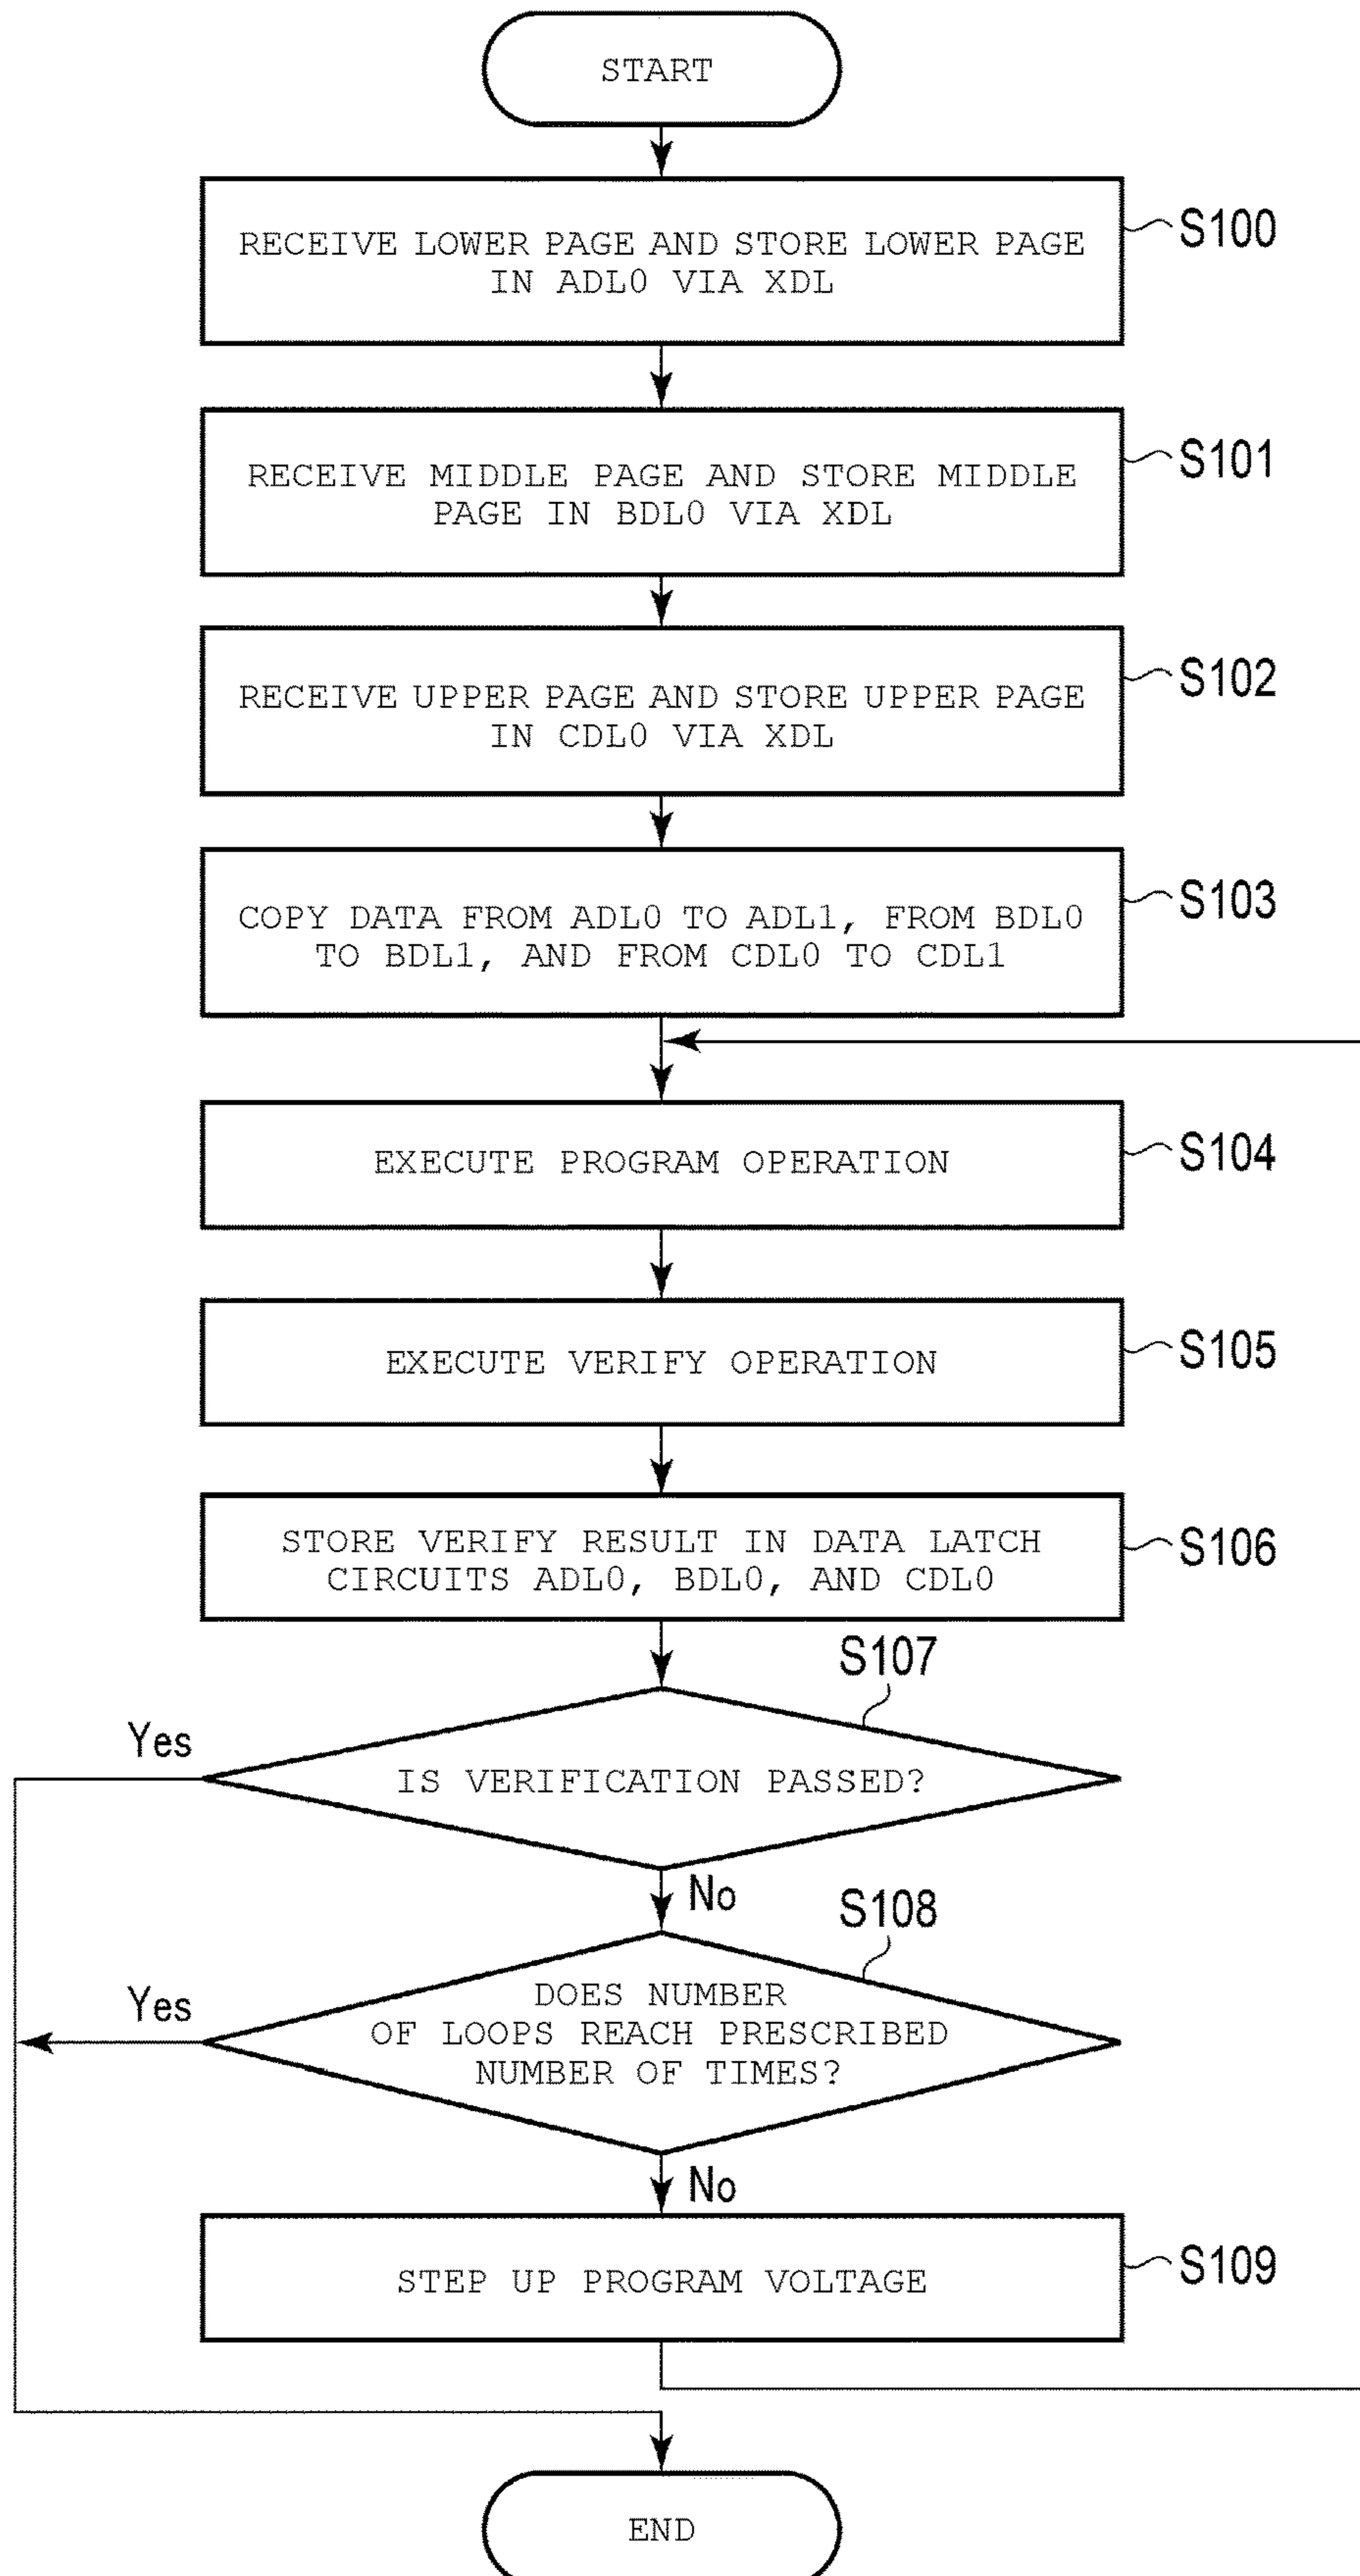 START
RECEIVE LOWER PAGE AND STORE LOWER PAGE
IN ADL0 VIA XDL
S100
RECEIVE MIDDLE PAGE AND STORE MIDDLE
PAGE IN BDL0 VIA XDL
S101
RECEIVE UPPER PAGE AND STORE UPPER PAGE
IN CDL0 VIA XDL
S102
COPY DATA FROM ADL0 TO ADL1, FROM BDL0
TO BDL1, AND FROM CDL0 TO CDL1
S103
EXECUTE PROGRAM OPERATION
S104
EXECUTE VERIFY OPERATION
S105
STORE VERIFY RESULT IN DATA LATCH
CIRCUITS ADL0, BDL0, AND CDL0
S106
S107
Yes
IS VERIFICATION PASSED?
No
S108
Yes
DOES NUMBER
OF LOOPS REACH PRESCRIBED
NUMBER OF TIMES?
No
STEP UP PROGRAM VOLTAGE
S109
END